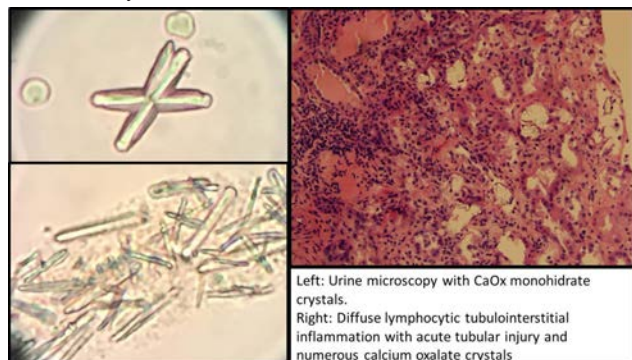 Left: Urine microscopy with CaOx monohidrate
crystals.
Right: Diffuse lymphocytic tubulointerstitial
inflammation with acute tubular injury and
numerous calcium oxalate crystals